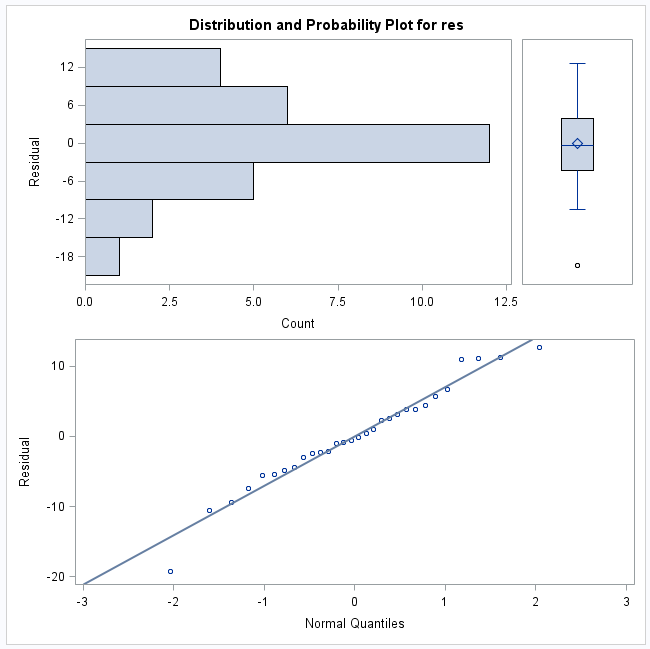 Distribution and Probability Plot for res
12
6
0
-6
-12
-18
Residual
0.0 2.5 5.0 7.5 10.0 12.5
Count
10
0
-10
-20
Residual
-3 -2 -1 0 1 2 3
Normal Quantiles